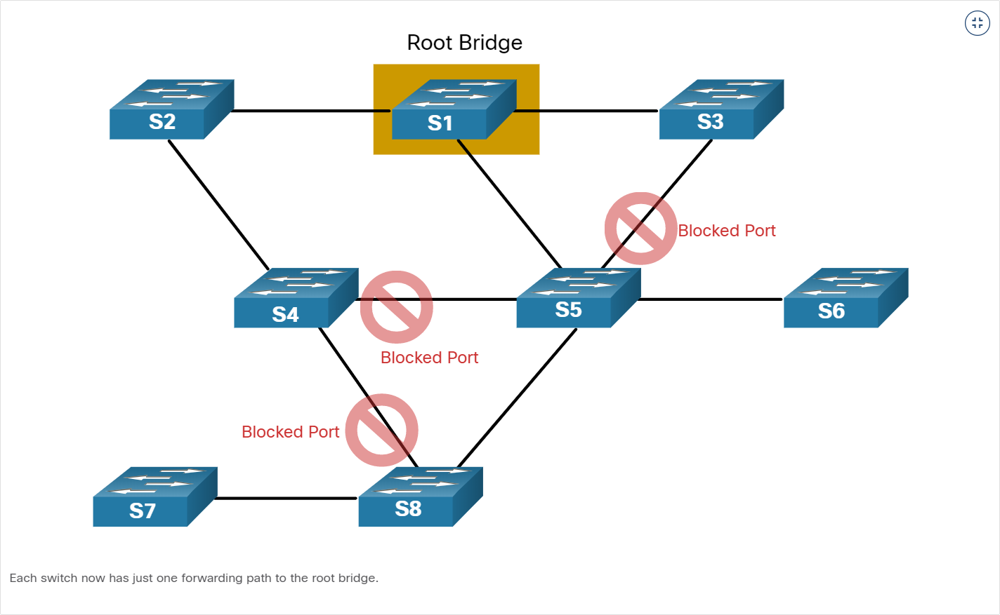 Root Bridge
S2
S1
S3
Blocked Port
S4
S5
S6
Blocked Port
Blocked Port
S7
S8
Each switch now has just one forwarding path to the root bridge.